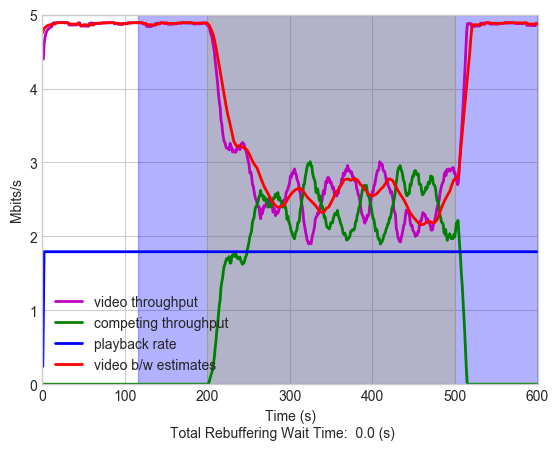 5
4
3
2
1
0
Mbits/s
video throughput
competing throughput
playback rate
video b/w estimates
0 100 200 300 400 500 600
Time (s)
Total Rebuffering Wait Time: 0.0 (s)